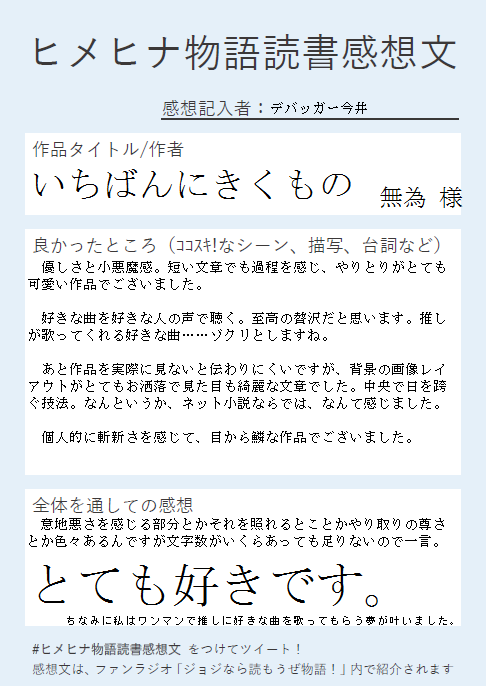 ヒメヒナ物語読書感想文
感想記入者：デバッガー今井
作品タイトル/作者
いちばんにきくもの 無為 様
良かったところ（ｺｺｽｷ!なシーン、描写、台詞など）
優しさと小悪魔感。短い文章でも過程を感じ、やりとりがとても
可愛い作品でございました。
好きな曲を好きな人の声で聴く。至高の贅沢だと思います。推し
が歌ってくれる好きな曲……ゾクリとしますね。
あと作品を実際に見ないと伝わりにくいですが、背景の画像レイ
アウトがとてもお洒落で見た目も綺麗な文章でした。中央で日を跨
ぐ技法。なんというか、ネット小説ならでは、なんて感じました。
個人的に斬新さを感じて、目から鱗な作品でございました。
全体を通しての感想
意地悪さを感じる部分とかそれを照れるとことかやり取りの尊さ
とか色々あるんですが文字数がいくらあっても足りないので一言。
とても好きです。
ちなみに私はワンマンで推しに好きな曲を歌ってもらう夢が叶いました。
#ヒメヒナ物語読書感想文 をつけてツイート！
感想文は、ファンラジオ「ジョジなら読もうぜ物語！」内で紹介されます